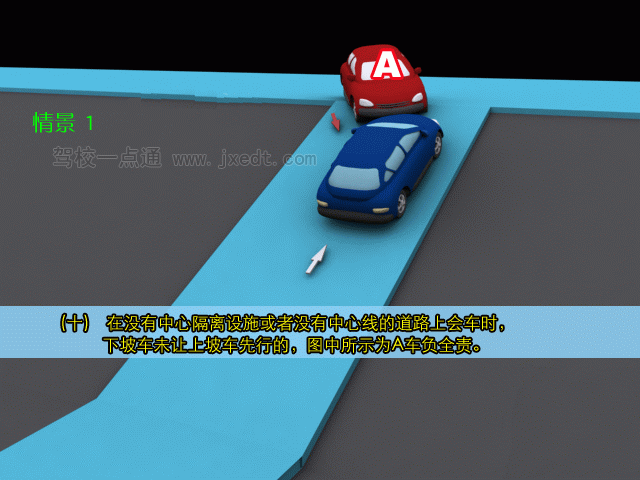 A
情景 1
驾校一点通 www.jxedt.com
(十) 在没有中心隔离设施或者没有中心线的道路上会车时，
下坡车未让上坡车先行的，图中所示为A车负全责。